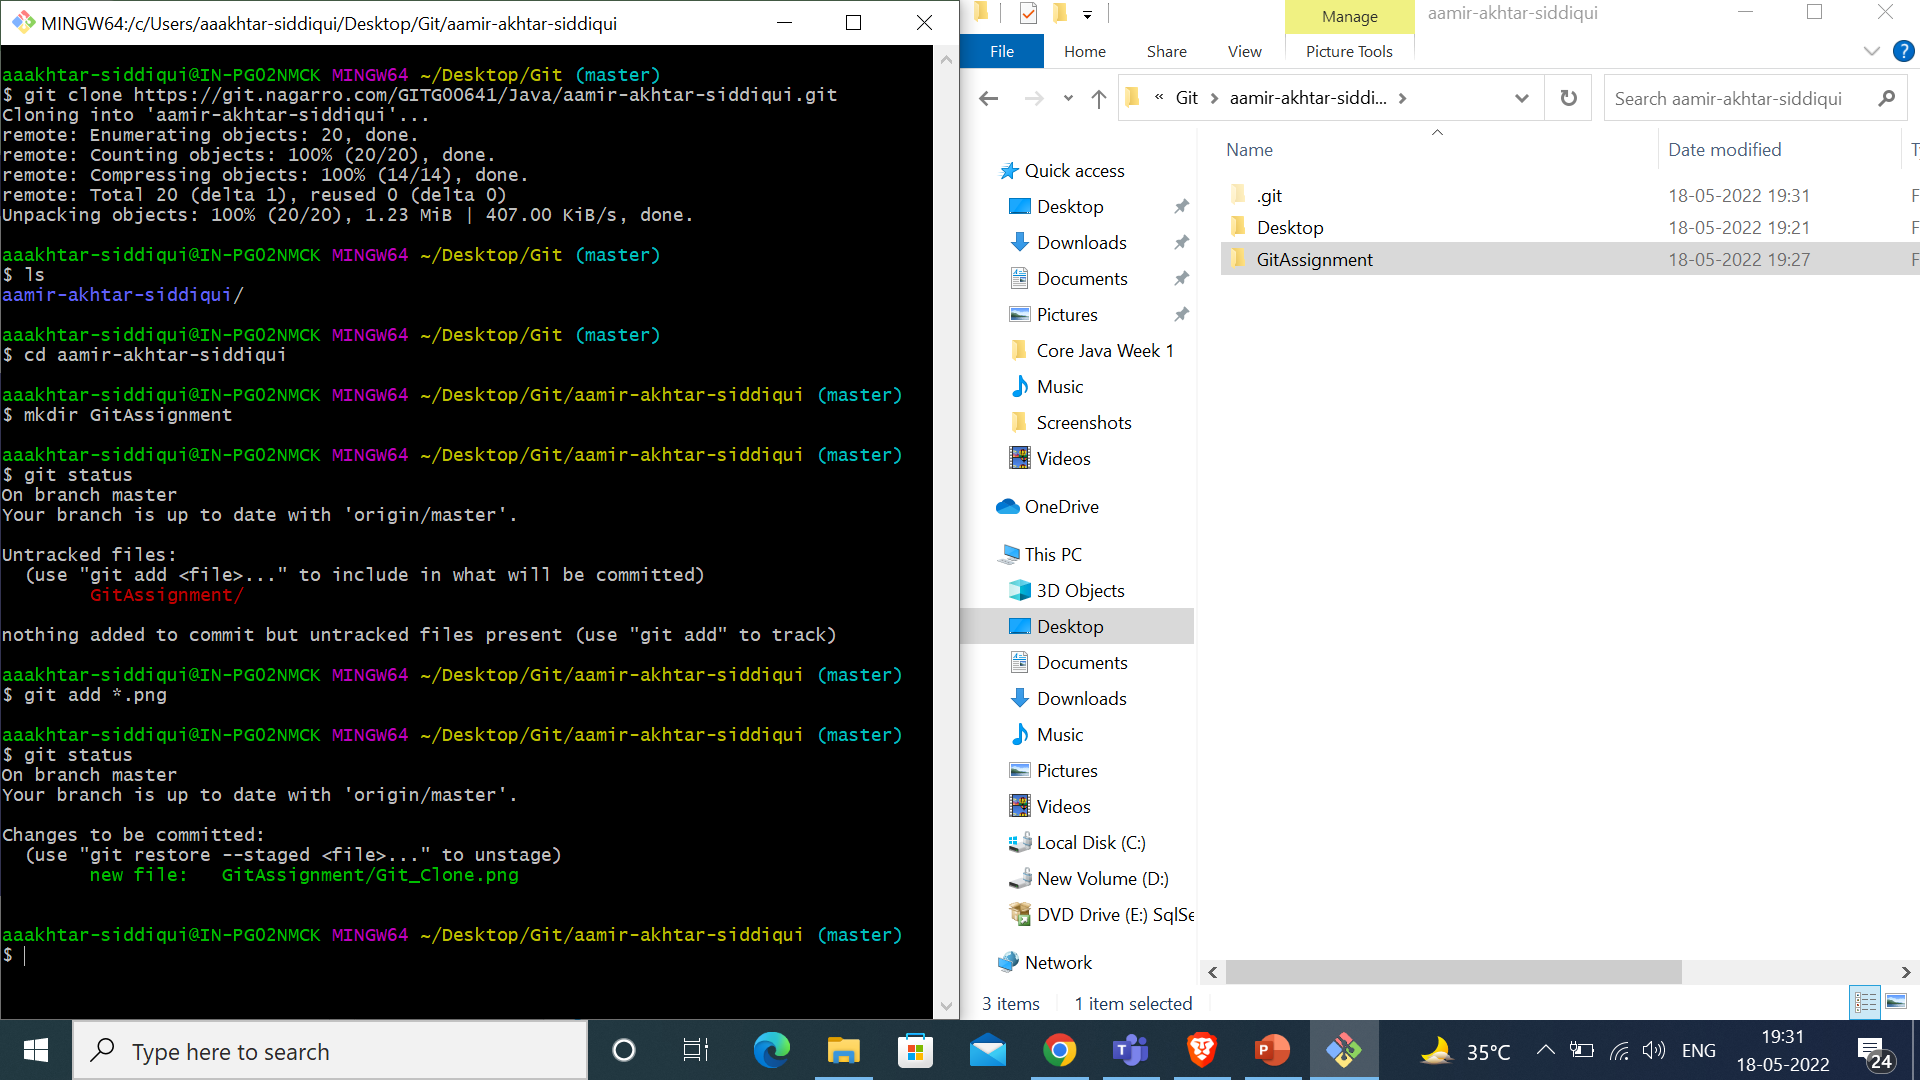 MINGW64:/c/Users/aaakhtar-siddiqui/Desktop/Git/aamir-akhtar-siddiqui
aaakhtar-siddiqui@IN-PG02NMCK MINGW64 ~/Desktop/Git (master)
$ git clone https://git.nagarro.com/GITG00641/Java/aamir-akhtar-siddiqui.git
Cloning into 'aamir-akhtar-siddiqui'...
remote: Enumerating objects: 20, done.
remote: Counting objects: 100% (20/20), done.
remote: Compressing objects: 100% (14/14), done.
remote: Total 20 (delta 1), reused 0 (delta 0)
Unpacking objects: 100% (20/20), 1.23 MiB | 407.00 KiB/s, done.
aaakhtar-siddiqui@IN-PG02NMCK MINGW64 ~/Desktop/Git (master)
$ ls
aamir-akhtar-siddiqui/
aaakhtar-siddiqui@IN-PG02NMCK MINGW64 ~/Desktop/Git (master)
$ cd aamir-akhtar-siddiqui
aaakhtar-siddiqui@IN-PG02NMCK MINGW64 ~/Desktop/Git/aamir-akhtar-siddiqui (master)
$ mkdir GitAssignment
aaakhtar-siddiqui@IN-PG02NMCK MINGW64 ~/Desktop/Git/aamir-akhtar-siddiqui (master)
$ git status
On branch master
Your branch is up to date with 'origin/master'.
Untracked files:
(use "git add <file>..." to include in what will be committed)
GitAssignment/
nothing added to commit but untracked files present (use "git add" to track)
aaakhtar-siddiqui@IN-PG02NMCK MINGW64 ~/Desktop/Git/aamir-akhtar-siddiqui (master)
$ git add *.png
aaakhtar-siddiqui@IN-PG02NMCK MINGW64 ~/Desktop/Git/aamir-akhtar-siddiqui (master)
$ git status
On branch master
Your branch is up to date with 'origin/master'.
Changes to be committed:
(use "git restore --staged <file>..." to unstage)
new file:   GitAssignment/Git_Clone.png
aaakhtar-siddiqui@IN-PG02NMCK MINGW64 ~/Desktop/Git/aamir-akhtar-siddiqui (master)
$
Manage
aamir-akhtar-siddiqui
File Home Share View Picture Tools
« Git > aamir-akhtar-siddi... >
Search aamir-akhtar-siddiqui
Name Date modified T
.git 18-05-2022 19:31 F
Desktop 18-05-2022 19:21 F
GitAssignment 18-05-2022 19:27 F
Quick access
Desktop
Downloads
Documents
Pictures
Core Java Week 1
Music
Screenshots
Videos
OneDrive
This PC
3D Objects
Desktop
Documents
Downloads
Music
Pictures
Videos
Local Disk (C:)
New Volume (D:)
DVD Drive (E:) SqlSe
Network
3 items 1 item selected
Type here to search
35°C
ENG
19:31
18-05-2022
24